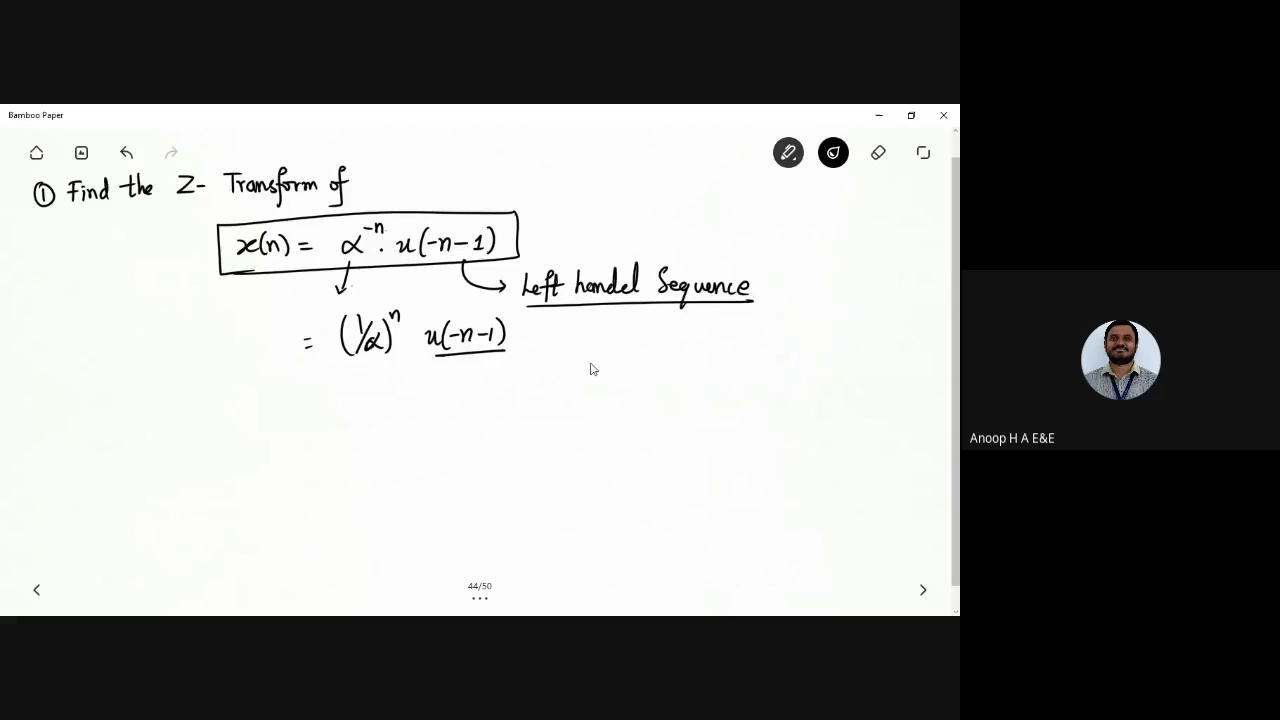 Bamboo Paper
① Find the Z- Transform of
x(n) = α^-n . u(-n-1)
Left handel Sequence
= (1/α)^n u(-n-1)
44/50
Anoop H A E&E